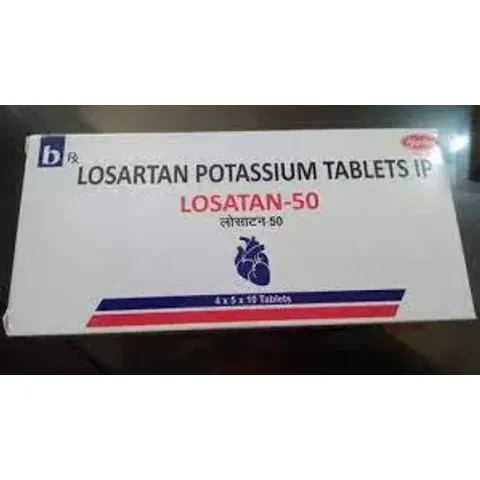 b Rx
LOSARTAN POTASSIUM TABLETS IP
LOSATAN-50
लोसाटन-50
4 x 5 x 10 Tablets